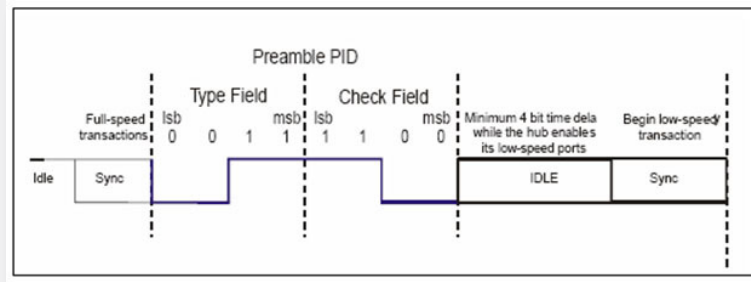 Preamble PID
Type Field
Check Field
Full-speed
transactions
lsb
msb
lsb
msb
0 0 1 1 1 1 0 0
Minimum 4 bit time dela
while the hub enables
its low-speed ports
Begin low-speedy
transaction
Idle
Sync
IDLE
Sync